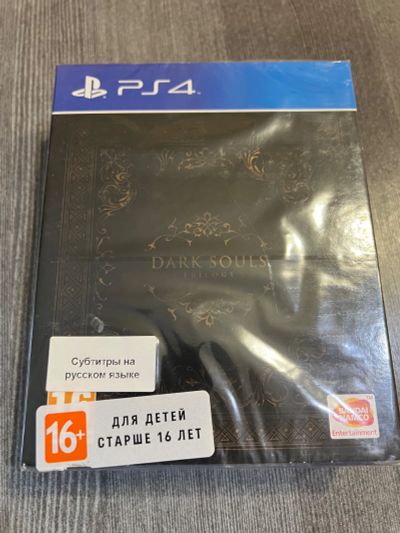 PS4
DARK SOULS
TRILOGY
Субтитры на
русском языке
16+
ДЛЯ ДЕТЕЙ
СТАРШЕ 16 ЛЕТ
BANDAI
NAMCO
Entertainment